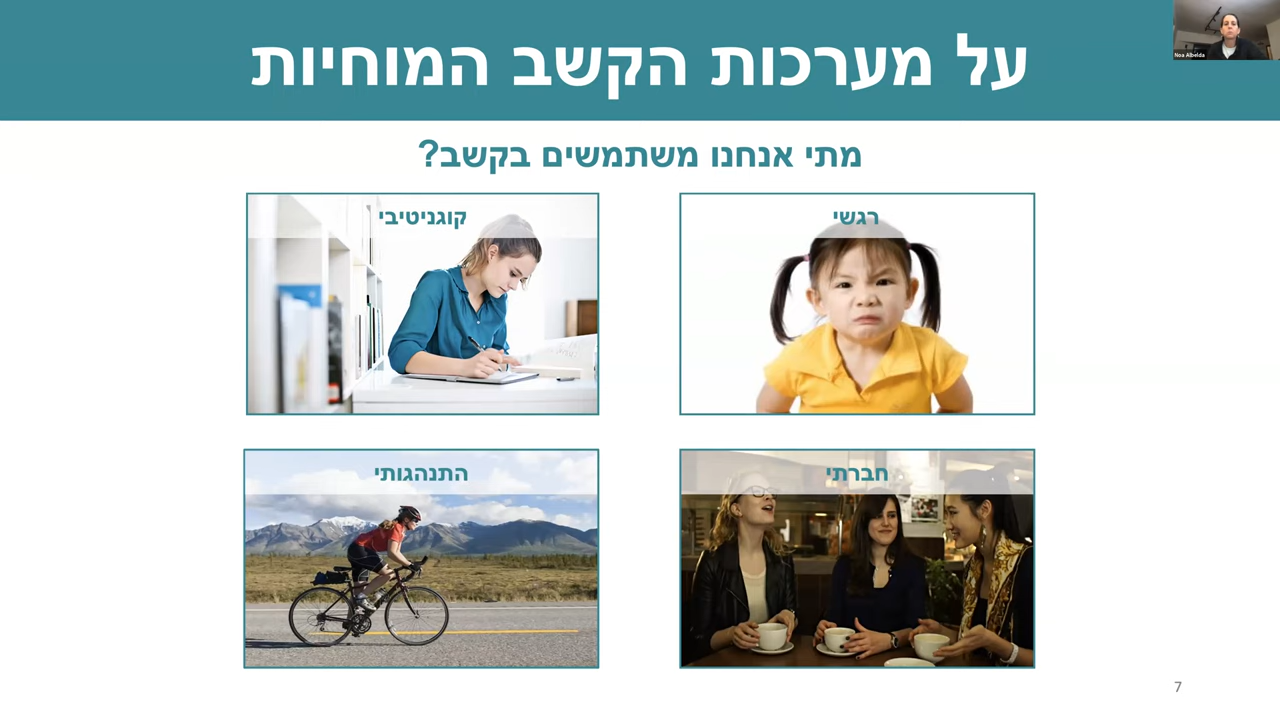 על מערכות הקשב המוחיות
Noa Albelda
מתי אנחנו משתמשים בקשב?
רגשי
קוגניטיבי
חברתי
התנהגותי
7